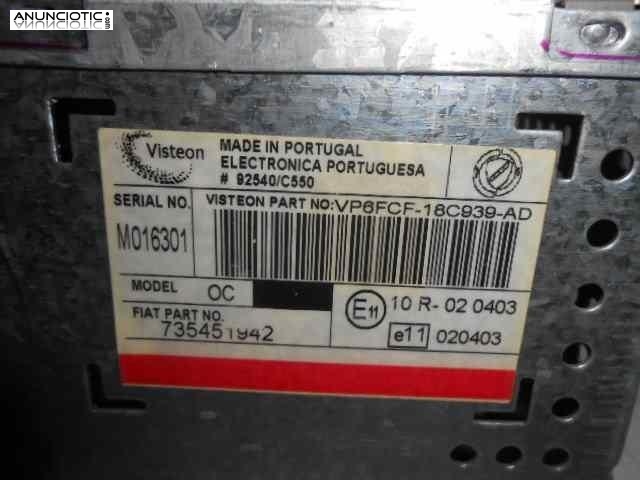 ANUNCIOTIC.es
Visteon
MADE IN PORTUGAL
ELECTRONICA PORTUGUESA
# 92540/C550
SERIAL NO.
M016301
VISTEON PART NO:VP6FCF-18C939-AD
MODEL OC
FIAT PART NO.
735451942
E11 10 R- 02 0403
e11 020403